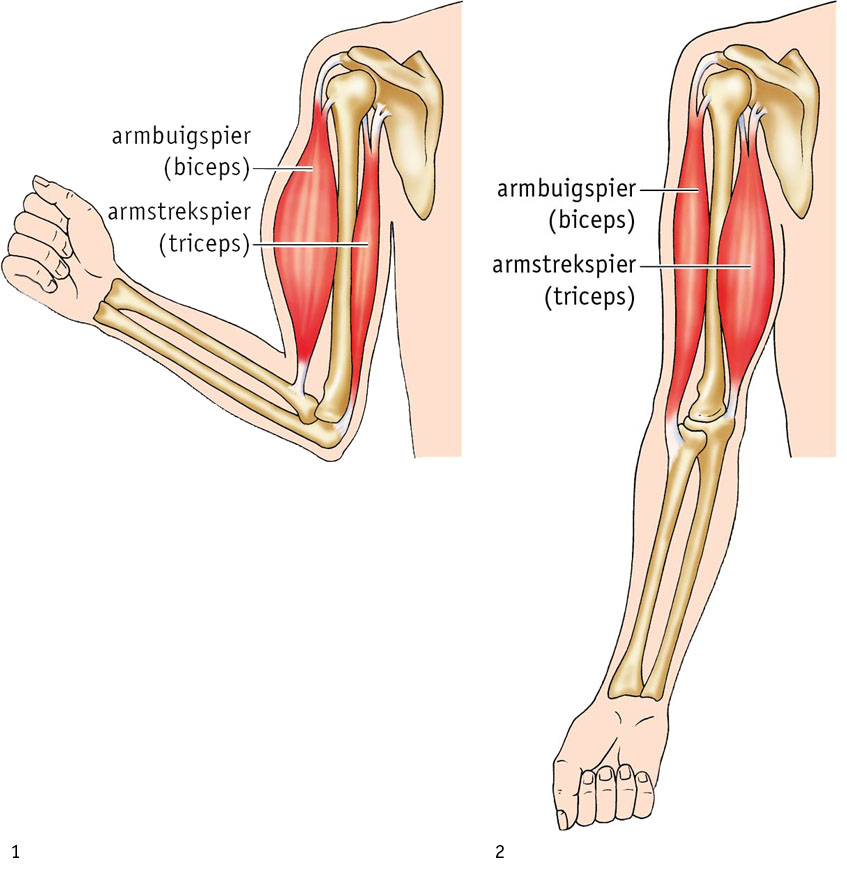 armbuigspier
(biceps)
armstrekspier
(triceps)
armbuigspier
(biceps)
armstrekspier
(triceps)
1
2